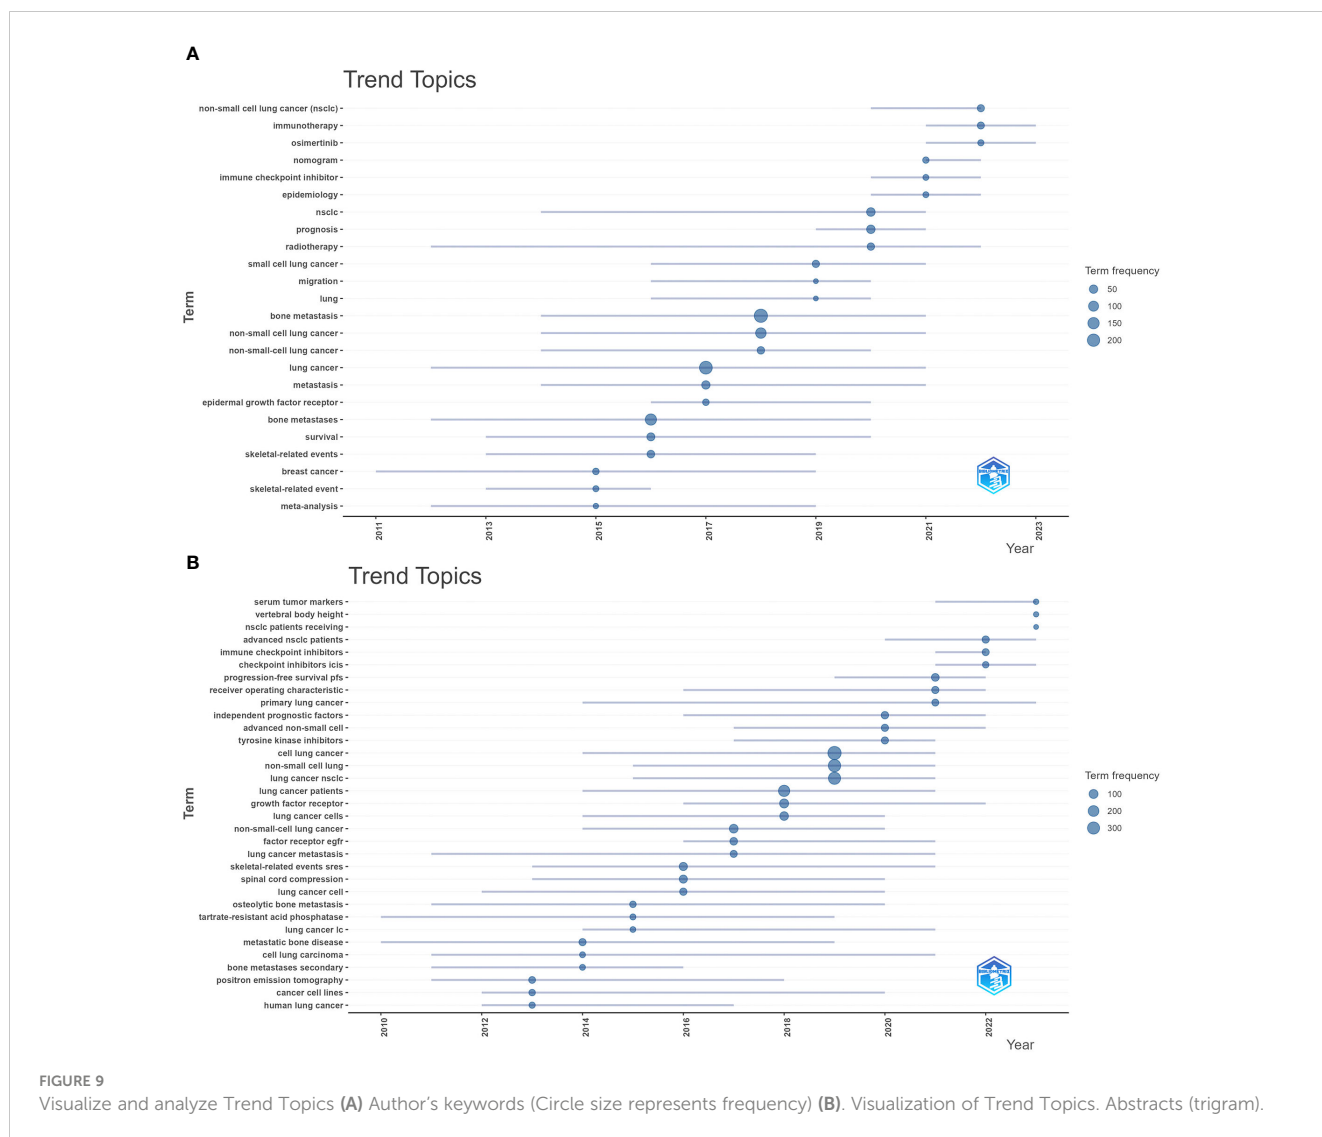 A
Trend Topics
non-small cell lung cancer (nsclc)
immunotherapy
osimertinib
nomogram
immune checkpoint inhibitor
epidemiology
nsclc
prognosis
radiotherapy
small cell lung cancer
migration
lung
bone metastasis
non-small cell lung cancer
non-small-cell lung cancer
lung cancer
metastasis
epidermal growth factor receptor
bone metastases
survival
skeletal-related events
breast cancer
skeletal-related event
meta-analysis
Term
2011 2013 2015 2017 2019 2021 2023
Year
Term frequency
50
100
150
200
BIBLIOMETRIX
B
Trend Topics
serum tumor markers
vertebral body height
nsclc patients receiving
advanced nsclc patients
immune checkpoint inhibitors
checkpoint inhibitors icis
progression-free survival pfs
receiver operating characteristic
primary lung cancer
independent prognostic factors
advanced non-small cell
tyrosine kinase inhibitors
cell lung cancer
non-small cell lung
lung cancer nsclc
lung cancer patients
growth factor receptor
lung cancer cells
non-small-cell lung cancer
factor receptor egfr
lung cancer metastasis
skeletal-related events sres
spinal cord compression
lung cancer cell
osteolytic bone metastasis
tartrate-resistant acid phosphatase
lung cancer lc
metastatic bone disease
cell lung carcinoma
bone metastases secondary
positron emission tomography
cancer cell lines
human lung cancer
Term
2010 2012 2014 2016 2018 2020 2022
Year
Term frequency
100
200
300
BIBLIOMETRIX
FIGURE 9
Visualize and analyze Trend Topics (A) Author's keywords (Circle size represents frequency) (B). Visualization of Trend Topics. Abstracts (trigram).